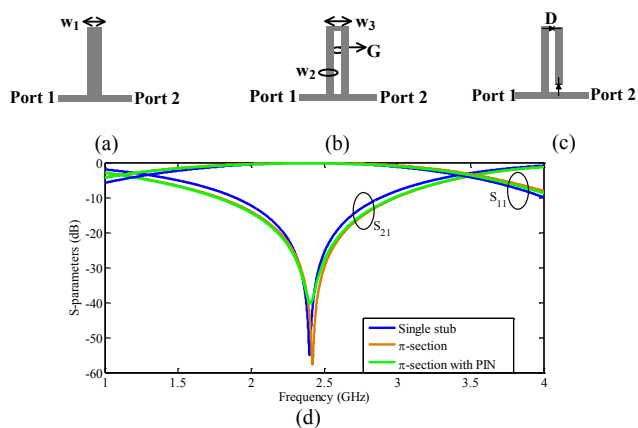 w1
w3
D
G
w2
Port 1
Port 2
Port 1
Port 2
Port 1
Port 2
(a)
(b)
(c)
0
-10
-20
-30
-40
-50
-60
S-parameters (dB)
S11
S21
Single stub
π-section
π-section with PIN
1
1.5
2
2.5
3
3.5
4
Frequency (GHz)
(d)